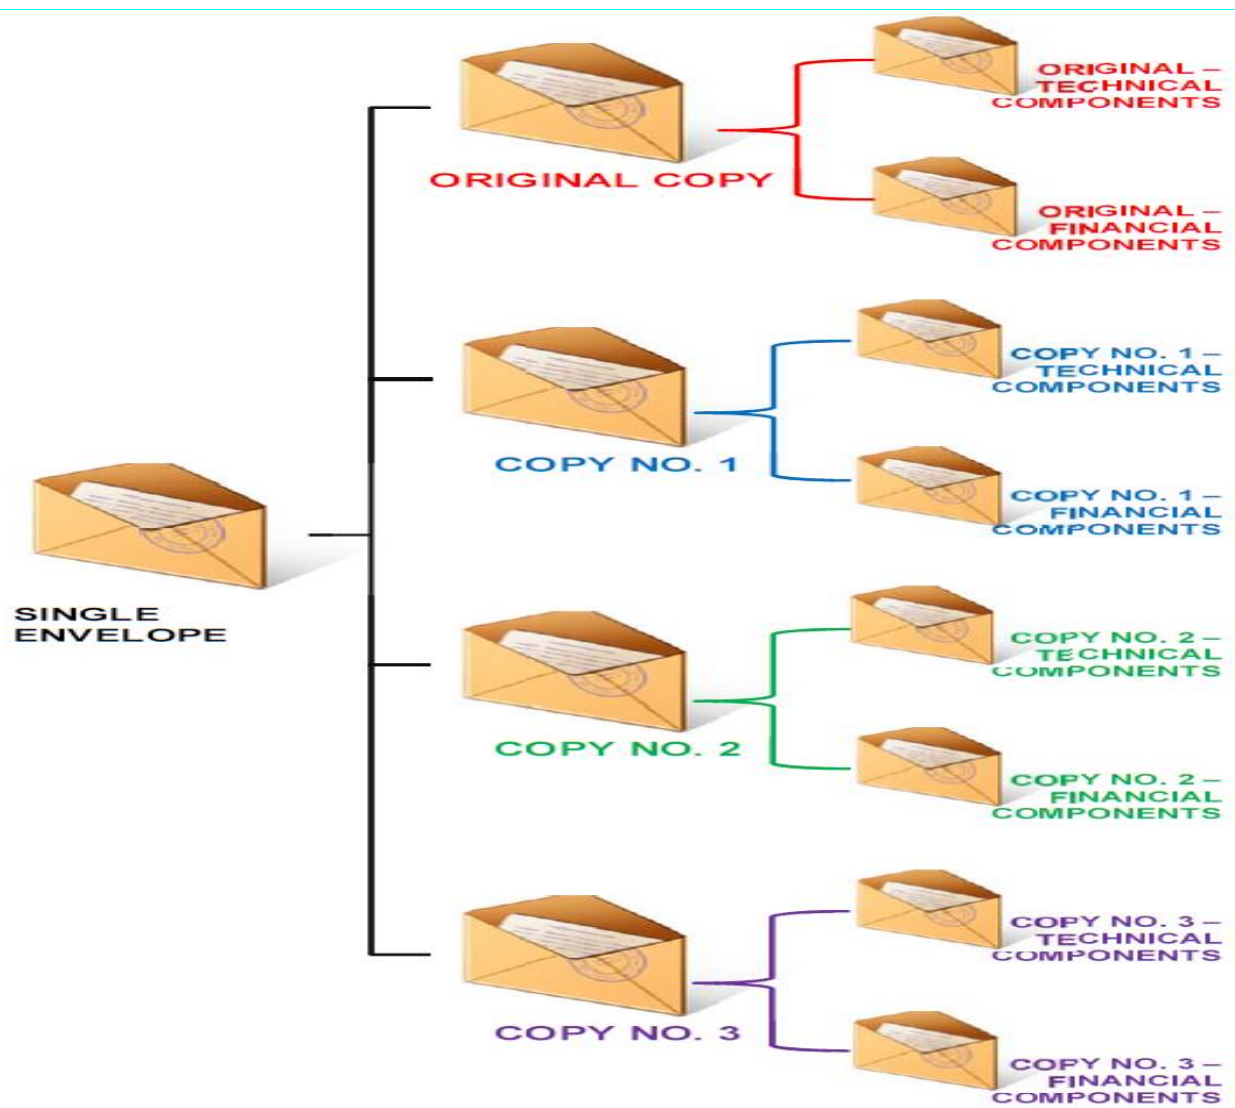 ORIGINAL –
TECHNICAL
COMPONENTS
ORIGINAL COPY
ORIGINAL –
FINANCIAL
COMPONENTS
COPY NO. 1 –
TECHNICAL
COMPONENTS
COPY NO. 1
COPY NO. 1 –
FINANCIAL
COMPONENTS
SINGLE
ENVELOPE
COPY NO. 2 –
TECHNICAL
COMPONENTS
COPY NO. 2
COPY NO. 2 –
FINANCIAL
COMPONENTS
COPY NO. 3 –
TECHNICAL
COMPONENTS
COPY NO. 3
COPY NO. 3 –
FINANCIAL
COMPONENTS